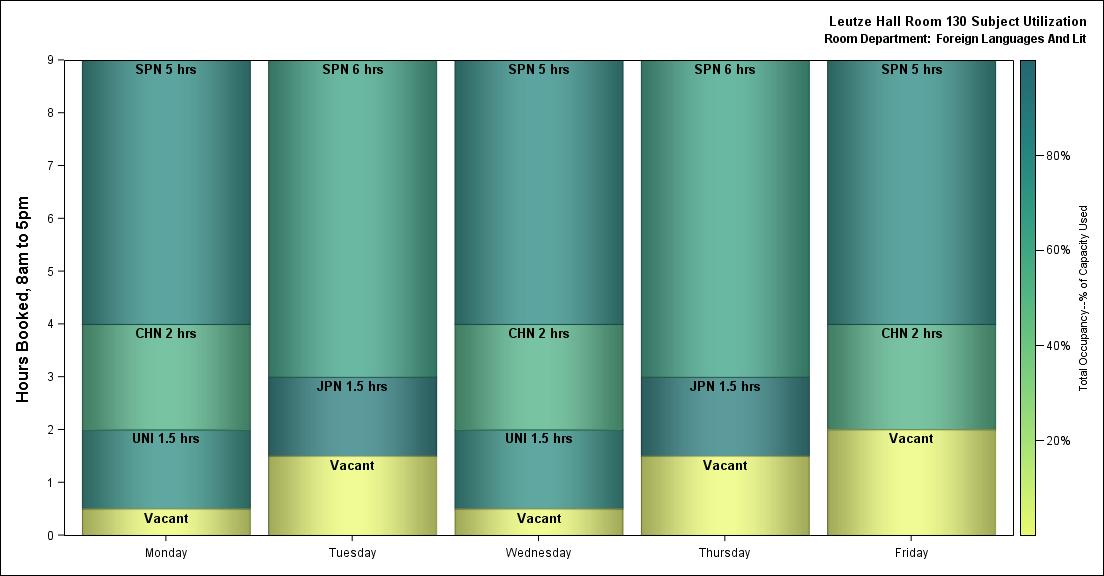 Leutze Hall Room 130 Subject Utilization
Room Department: Foreign Languages And Lit
Hours Booked, 8am to 5pm
9
8
7
6
5
4
3
2
1
0
SPN 5 hrs
CHN 2 hrs
UNI 1.5 hrs
Vacant
SPN 6 hrs
JPN 1.5 hrs
Vacant
SPN 5 hrs
CHN 2 hrs
UNI 1.5 hrs
Vacant
SPN 6 hrs
JPN 1.5 hrs
Vacant
SPN 5 hrs
CHN 2 hrs
Vacant
Monday
Tuesday
Wednesday
Thursday
Friday
80%
60%
40%
20%
Total Occupancy--% of Capacity Used